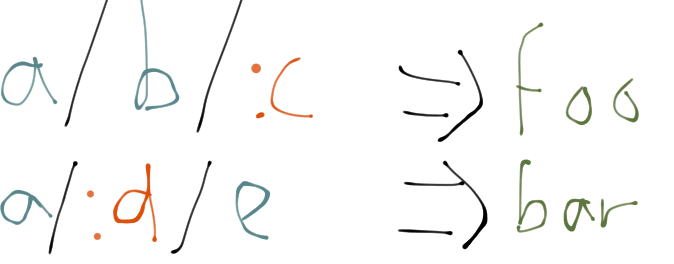 a/b/:c => foo
a/:d/e => bar